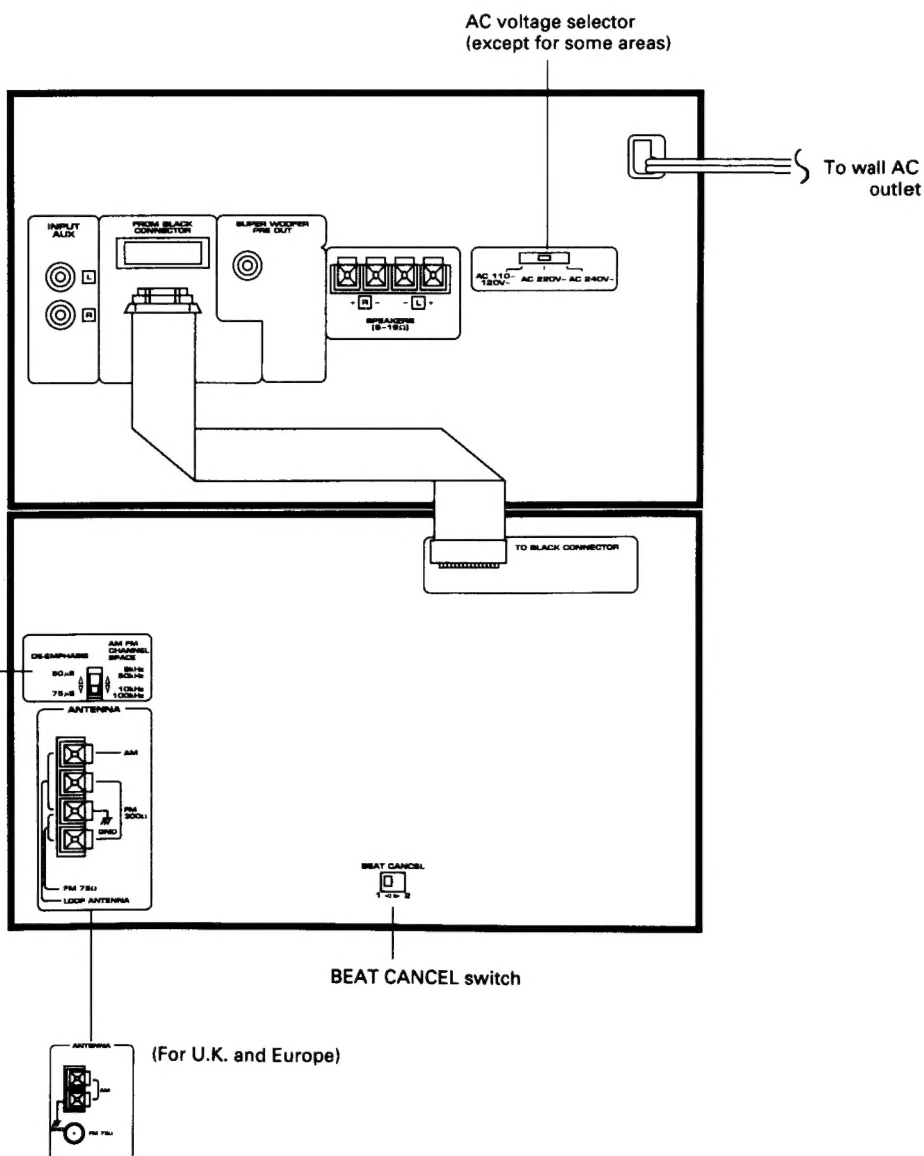 AC voltage selector
(except for some areas)
To wall AC
outlet
INPUT
AUX
L
R
FROM BLACK
CONNECTOR
SUPER WOOFER
PRE OUT
+ R - - L +
SPEAKERS
(6–16Ω)
AC 110-
120V~
AC 220V~
AC 240V~
TO BLACK CONNECTOR
DE-EMPHASIS
50μS
75μS
AM FM
CHANNEL
SPACE
9kHz
50kHz
10kHz
100kHz
ANTENNA
AM
FM
300Ω
GND
FM 75Ω
LOOP ANTENNA
BEAT CANCEL
1 ◁▷ 2
BEAT CANCEL switch
(For U.K. and Europe)
ANTENNA
AM
GND
FM 75Ω